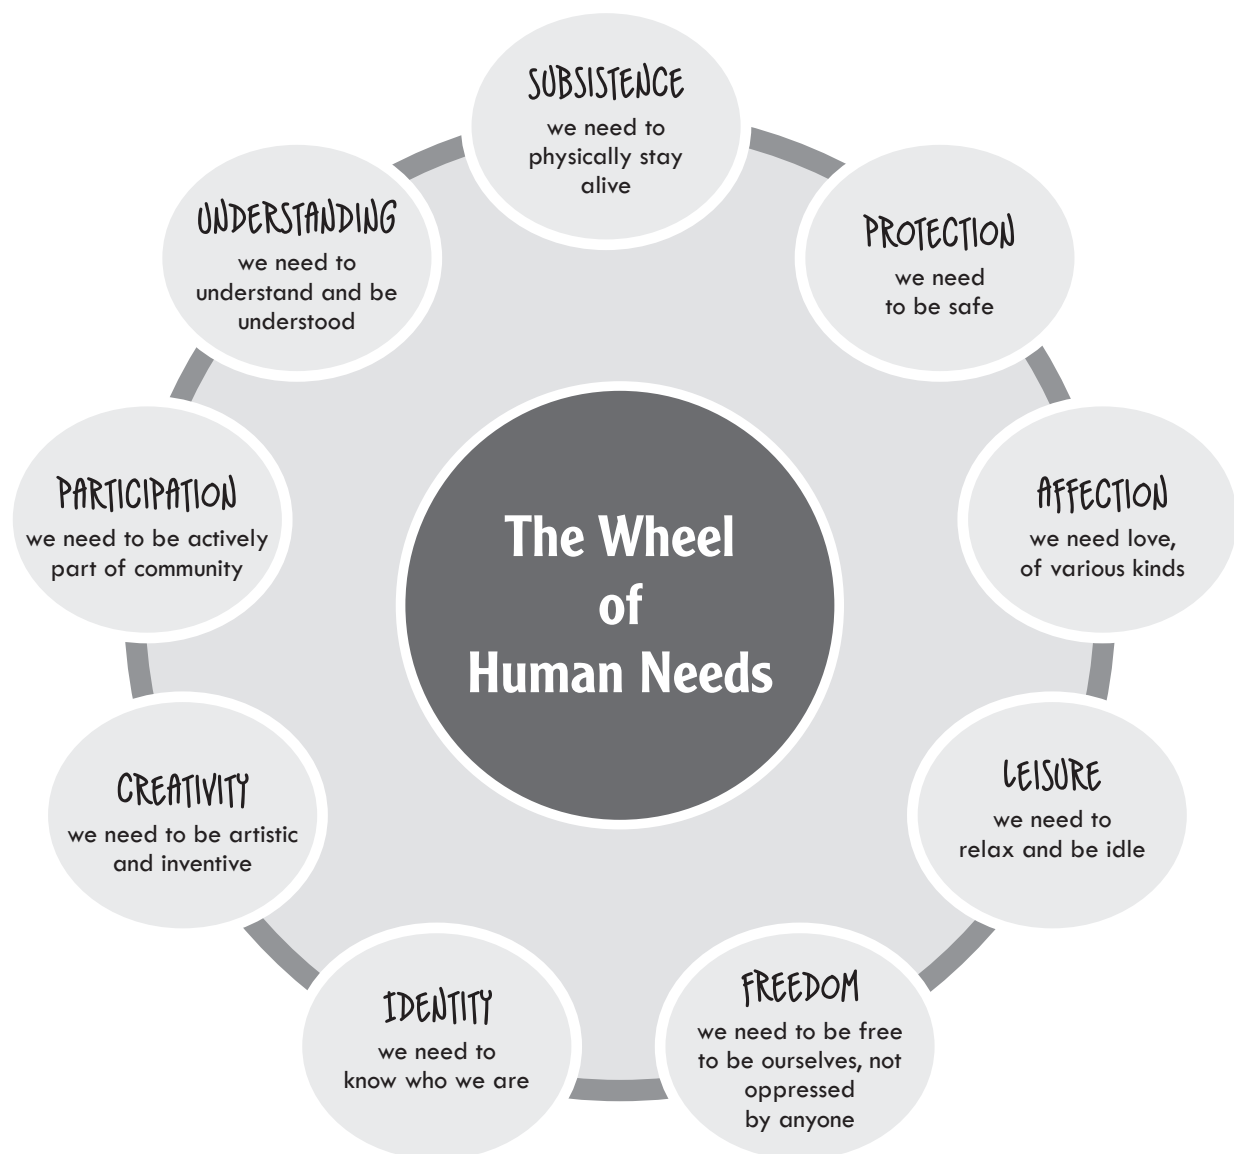 SUBSISTENCE
we need to
physically stay
alive
PROTECTION
we need
to be safe
AFFECTION
we need love,
of various kinds
LEISURE
we need to
relax and be idle
FREEDOM
we need to be free
to be ourselves, not
oppressed
by anyone
IDENTITY
we need to
know who we are
CREATIVITY
we need to be artistic
and inventive
PARTICIPATION
we need to be actively
part of community
UNDERSTANDING
we need to
understand and be
understood
The Wheel
of
Human Needs